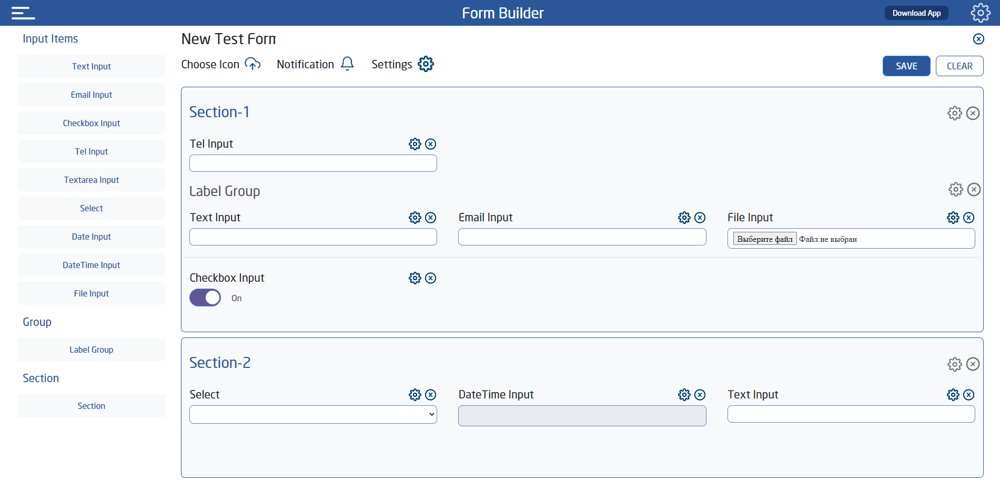 Form Builder
Download App
Input Items
Text Input
Email Input
Checkbox Input
Tel Input
Textarea Input
Select
Date Input
DateTime Input
File Input
Group
Label Group
Section
Section
New Test Form
Choose Icon
Notification
Settings
SAVE
CLEAR
Section-1
Tel Input
Label Group
Text Input
Email Input
File Input
Выберите файл Файл не выбран
Checkbox Input
On
Section-2
Select
DateTime Input
Text Input